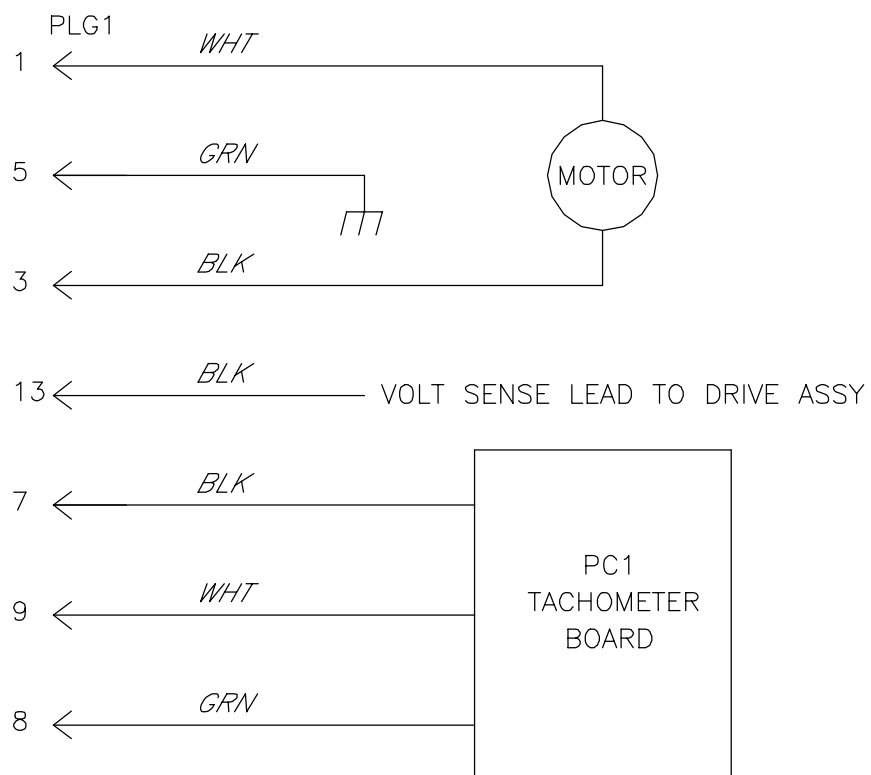 PLG1
1 WHT
5 GRN
MOTOR
3 BLK
13 BLK VOLT SENSE LEAD TO DRIVE ASSY
7 BLK
PC1
TACHOMETER
BOARD
9 WHT
8 GRN